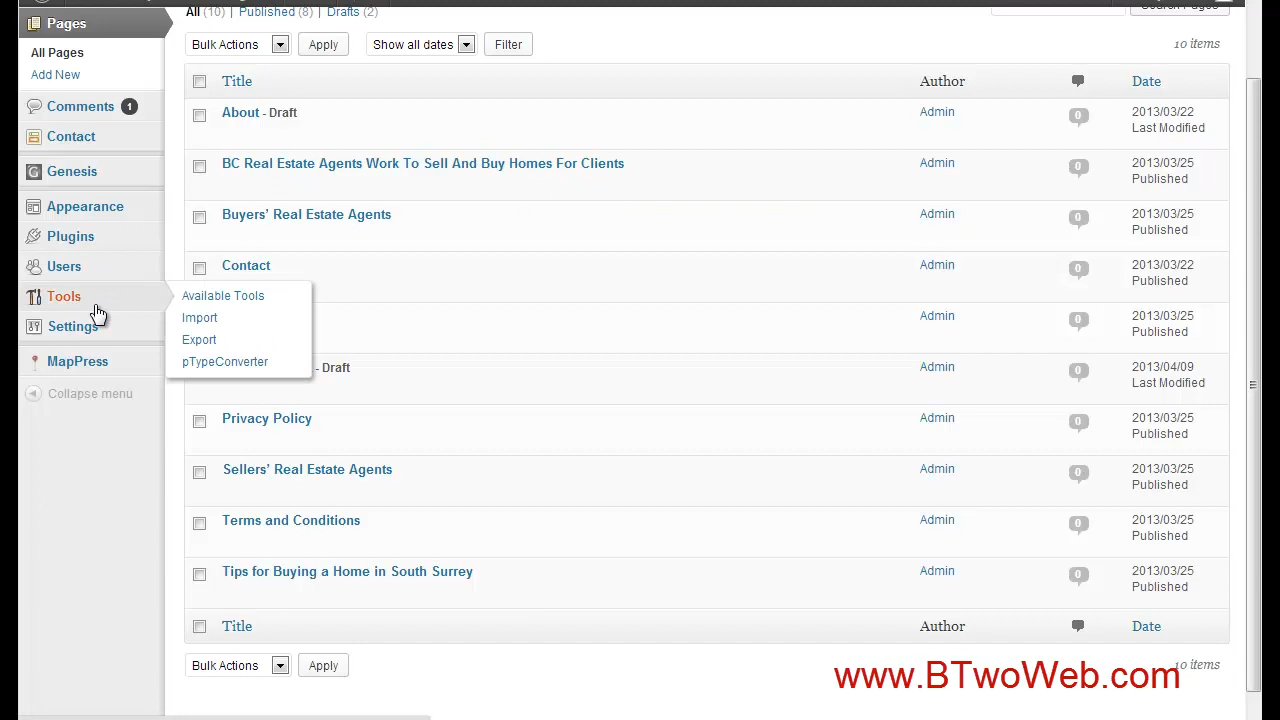 Pages
All (10) | Published (8) | Drafts (2)
Search Pages
All Pages
Add New
Comments 1
Contact
Genesis
Appearance
Plugins
Users
Tools
Settings
MapPress
Collapse menu
Available Tools
Import
Export
pTypeConverter
Bulk Actions Apply Show all dates Filter 10 items
Title Author Date
About - Draft Admin 0 2013/03/22
Last Modified
BC Real Estate Agents Work To Sell And Buy Homes For Clients Admin 0 2013/03/25
Published
Buyers' Real Estate Agents Admin 0 2013/03/25
Published
Contact Admin 0 2013/03/22
Published
Admin 0 2013/03/25
Published
- Draft Admin 0 2013/04/09
Last Modified
Privacy Policy Admin 0 2013/03/25
Published
Sellers' Real Estate Agents Admin 0 2013/03/25
Published
Terms and Conditions Admin 0 2013/03/25
Published
Tips for Buying a Home in South Surrey Admin 0 2013/03/25
Published
Title Author Date
Bulk Actions Apply 10 items
www.BTwoWeb.com